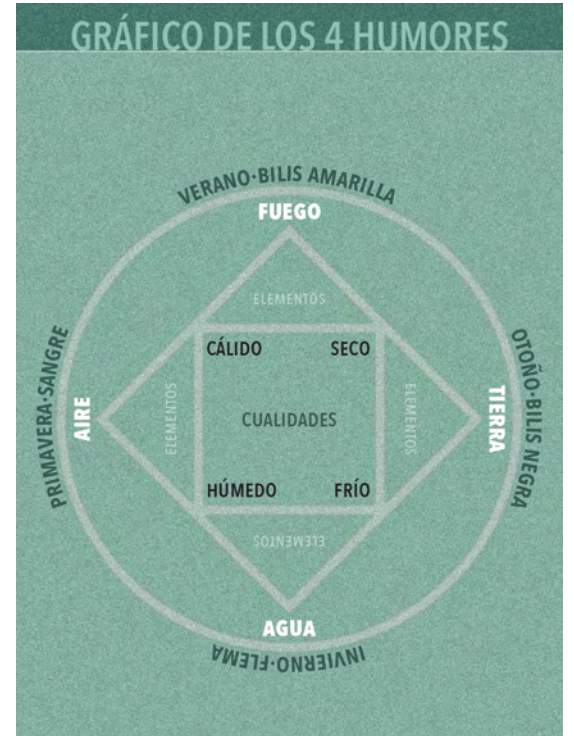 GRÁFICO DE LOS 4 HUMORES
VERANO·BILIS AMARILLA
FUEGO
ELEMENTOS
CÁLIDO SECO
PRIMAVERA·SANGRE
AIRE
ELEMENTOS
CUALIDADES
ELEMENTOS
TIERRA
OTOÑO·BILIS NEGRA
HÚMEDO FRÍO
ELEMENTOS
AGUA
INVIERNO·FLEMA